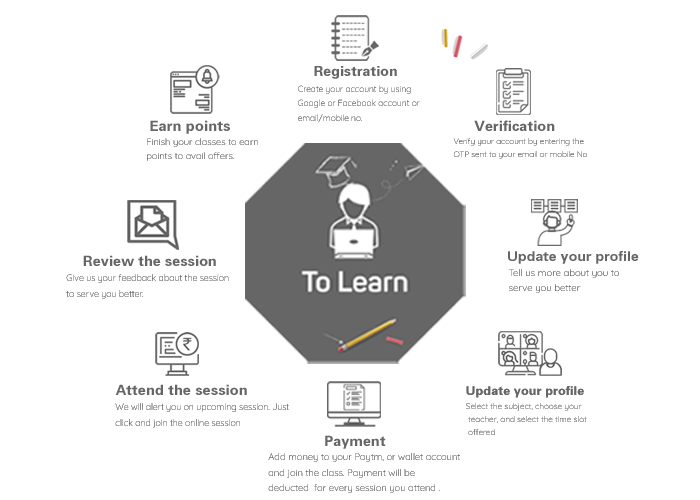 Registration
Create your account by using
Google or Facebook account or
email/mobile no.
Verification
Verify your account by entering the
OTP sent to your email or mobile No
Update your profile
Tell us more about you to
serve you better
Update your profile
Select the subject, choose your
teacher, and select the time slot
offered
Payment
Add money to your Paytm, or wallet account
and join the class. Payment will be
deducted for every session you attend .
Attend the session
We will alert you on upcoming session. Just
click and join the online session
Review the session
Give us your feedback about the session
to serve you better.
Earn points
Finish your classes to earn
points to avail offers.
To Learn
₹